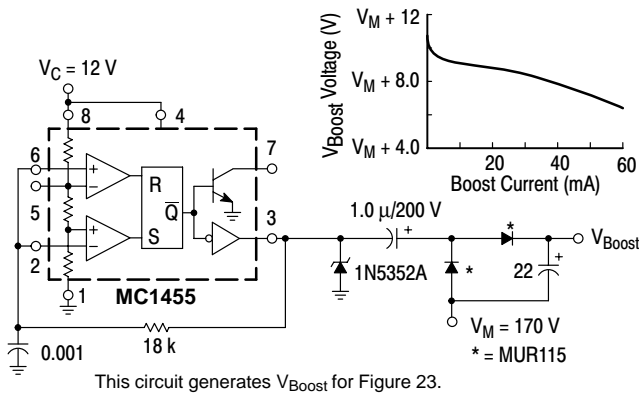 V_C = 12 V
8
4
6
7
+
−
R
5
Q̅
+
−
S
3
2
1
MC1455
18 k
0.001
1.0 μ/200 V
+
*
V_Boost
1N5352A
*
22
+
V_M = 170 V
* = MUR115
V_Boost Voltage (V)
V_M + 12
V_M + 8.0
V_M + 4.0
20
40
60
Boost Current (mA)
This circuit generates V_Boost for Figure 23.